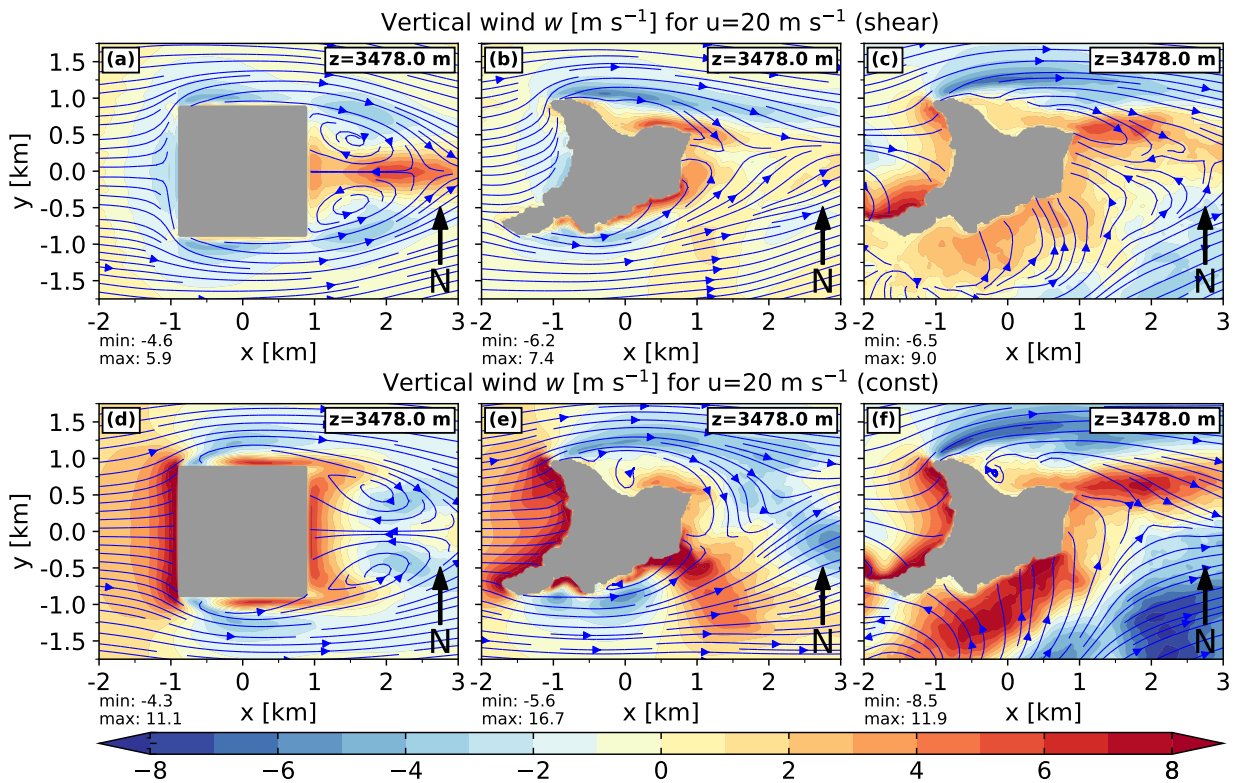 Vertical wind w [m s⁻¹] for u=20 m s⁻¹ (shear)
(a) z=3478.0 m (b) z=3478.0 m (c) z=3478.0 m
1.5
1.0
0.5
0.0
-0.5
-1.0
-1.5
y [km]
N N N
-2 -1 0 1 2 3 -2 -1 0 1 2 3 -2 -1 0 1 2 3
x [km] x [km] x [km]
min: -4.6 min: -6.2 min: -6.5
max: 5.9 max: 7.4 max: 9.0
Vertical wind w [m s⁻¹] for u=20 m s⁻¹ (const)
(d) z=3478.0 m (e) z=3478.0 m (f) z=3478.0 m
1.5
1.0
0.5
0.0
-0.5
-1.0
-1.5
y [km]
N N N
-2 -1 0 1 2 3 -2 -1 0 1 2 3 -2 -1 0 1 2 3
x [km] x [km] x [km]
min: -4.3 min: -5.6 min: -8.5
max: 11.1 max: 16.7 max: 11.9
−8 −6 −4 −2 0 2 4 6 8